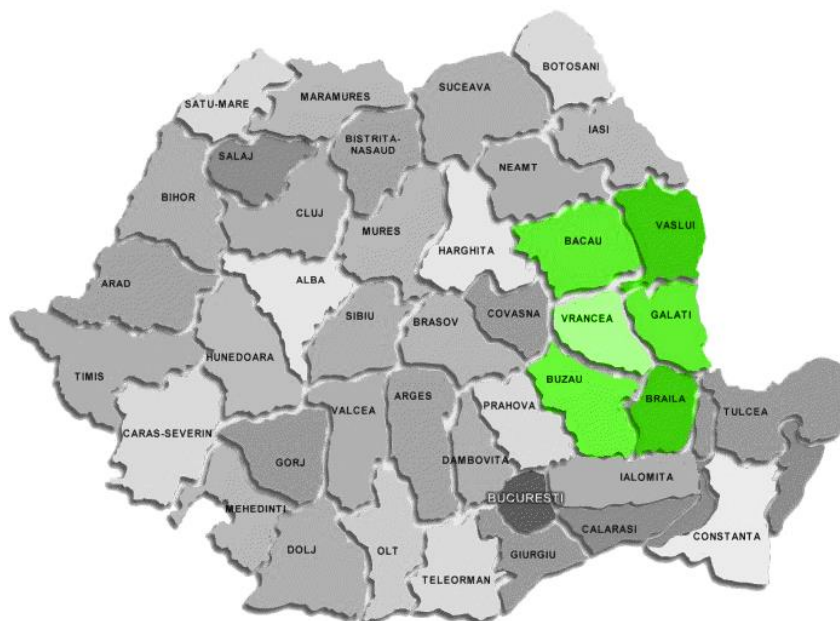 BOTOSANI
SUCEAVA
SATU-MARE
MARAMURES
IASI
BISTRITA-
NASAUD
SALAJ
NEAMT
BIHOR
CLUJ
VASLUI
MURES
BACAU
HARGHITA
ALBA
ARAD
COVASNA
SIBIU
BRASOV
VRANCEA
GALATI
HUNEDOARA
TIMIS
BUZAU
ARGES
BRAILA
PRAHOVA
VALCEA
TULCEA
CARAS-SEVERIN
GORJ
DAMBOVITA
IALOMITA
BUCURESTI
MEHEDINTI
CALARASI
CONSTANTA
DOLJ
OLT
GIURGIU
TELEORMAN